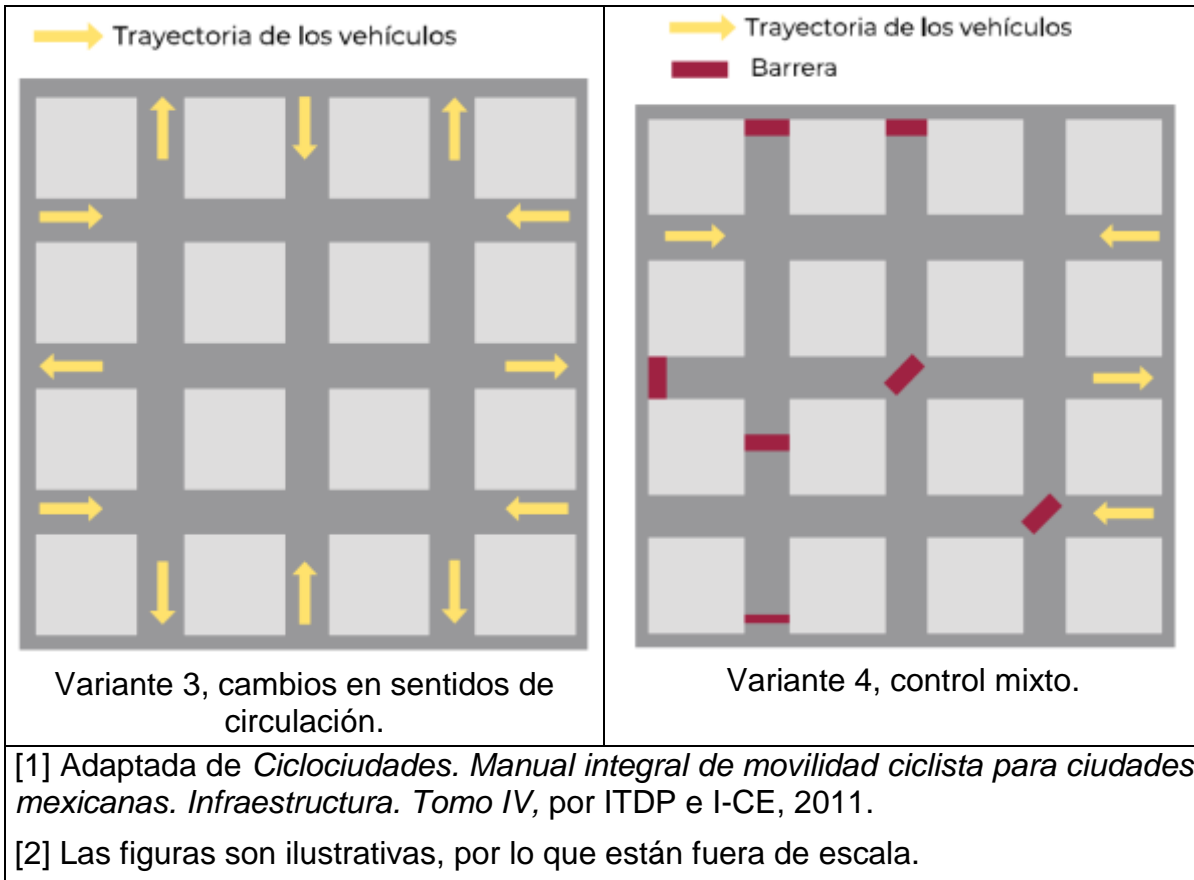 Trayectoria de los vehículos
Trayectoria de los vehículos
Barrera
Variante 3, cambios en sentidos de
circulación.
Variante 4, control mixto.
[1] Adaptada de Ciclociudades. Manual integral de movilidad ciclista para ciudades
mexicanas. Infraestructura. Tomo IV, por ITDP e I-CE, 2011.
[2] Las figuras son ilustrativas, por lo que están fuera de escala.